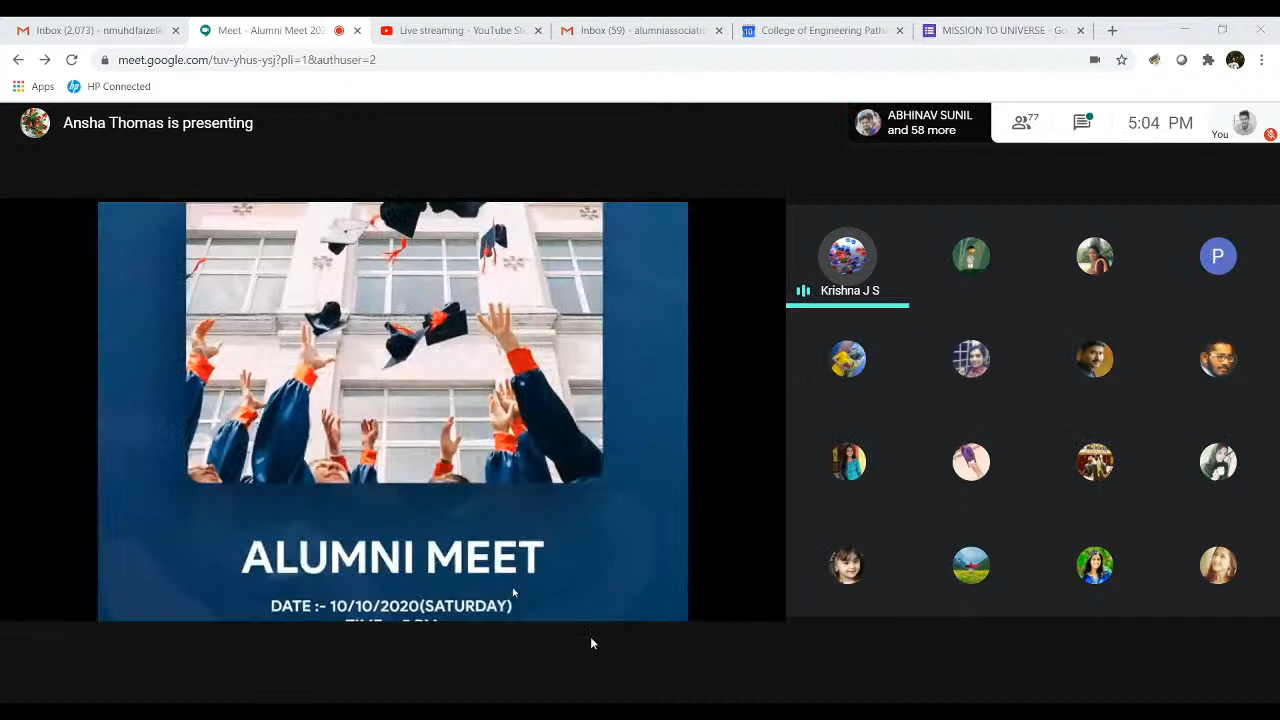 Inbox (2,073) - nmuhdfaizelk
Meet - Alumni Meet 202
Live streaming - YouTube St
Inbox (59) - alumniassociatic
College of Engineering Path
MISSION TO UNIVERSE - Go
meet.google.com/tuv-yhus-ysj?pli=1&authuser=2
Apps
HP Connected
Ansha Thomas is presenting
ABHINAV SUNIL
and 58 more
77
5:04 PM
You
Krishna J S
P
ALUMNI MEET
DATE :- 10/10/2020(SATURDAY)